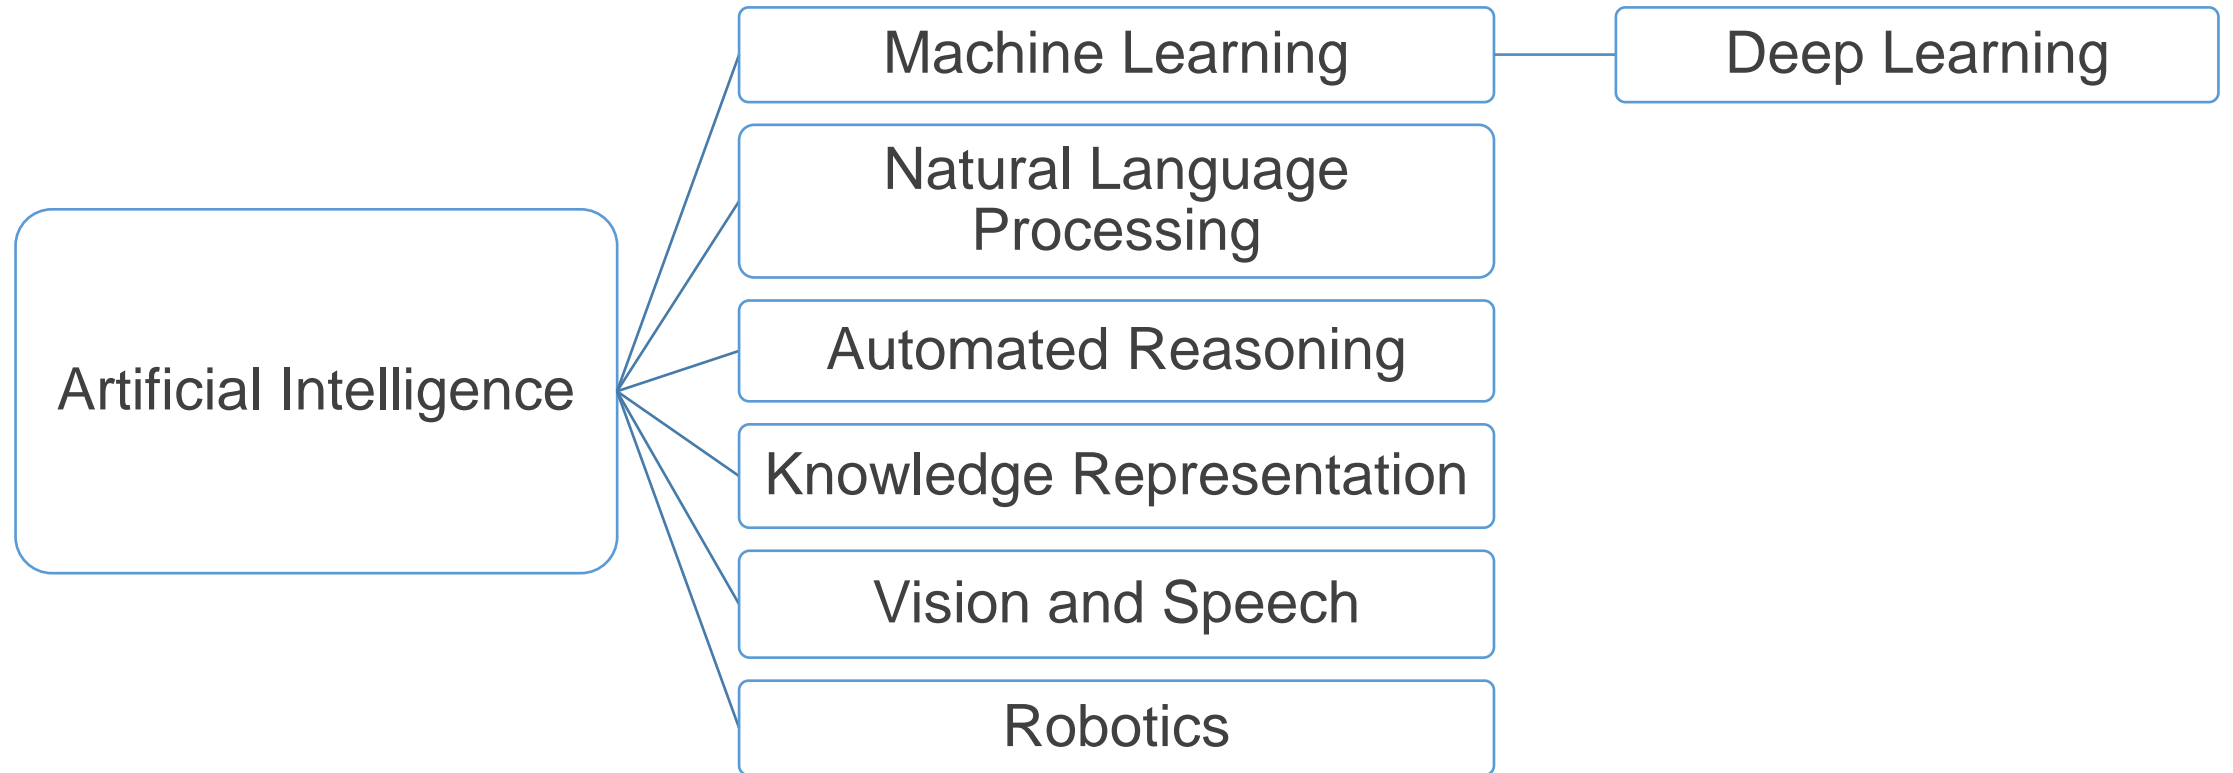 Artificial Intelligence
Machine Learning
Deep Learning
Natural Language
Processing
Automated Reasoning
Knowledge Representation
Vision and Speech
Robotics